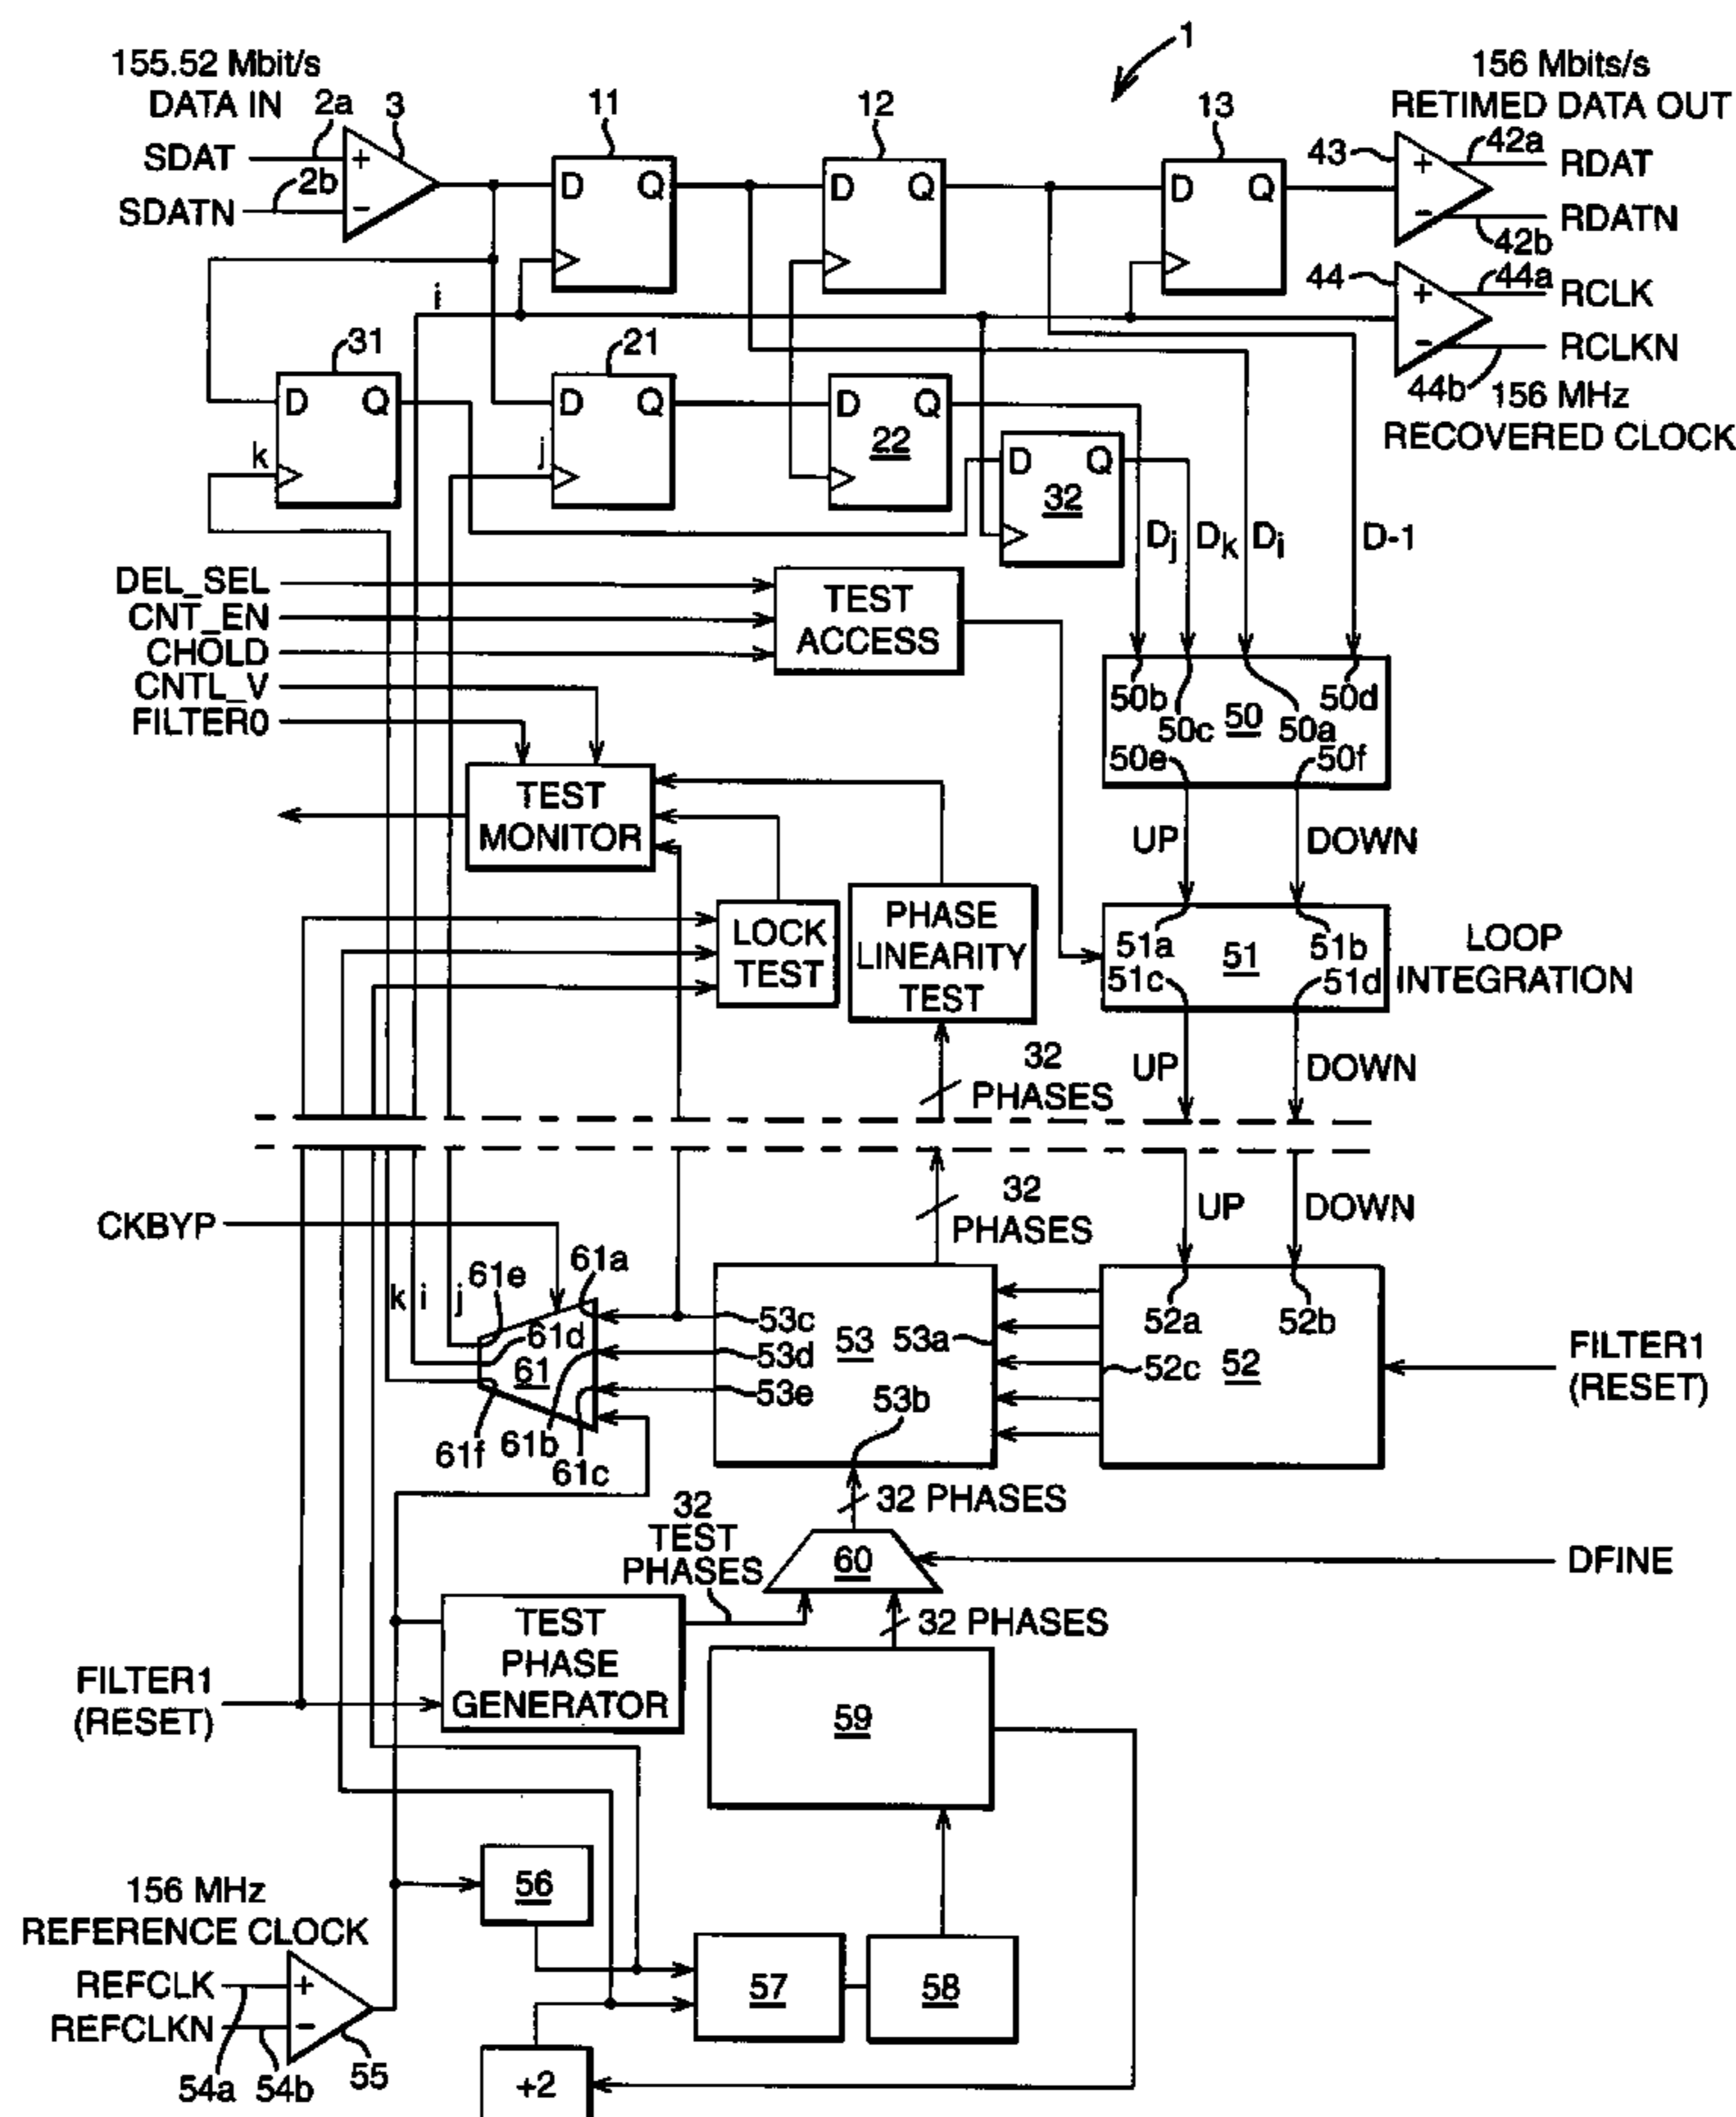 1
155.52 Mbit/s
DATA IN
2a
3
11
12
13
156 Mbits/s
RETIMED DATA OUT
42a
43
SDAT
+
D
Q
D
Q
D
Q
+
RDAT
2b
SDATN
-
-
RDATN
42b
44
44a
i
+
RCLK
31
21
-
RCLKN
44b
156 MHz
RECOVERED CLOCK
D
Q
D
Q
D
Q
22
k
j
D
Q
32
Dj
Dk
Di
D-1
DEL_SEL
CNT_EN
CHOLD
CNTL_V
FILTER0
TEST
ACCESS
50b
50c
50
50a
50d
50e
50f
TEST
MONITOR
UP
DOWN
LOCK
TEST
PHASE
LINEARITY
TEST
51a
51
51b
51c
51d
LOOP
INTEGRATION
32
PHASES
UP
DOWN
32
PHASES
UP
DOWN
CKBYP
k
i
j
61e
61a
61d
61
61f
61b
61c
53c
53d
53e
53
53a
53b
52a
52b
52c
52
FILTER1
(RESET)
32 PHASES
32
TEST
PHASES
60
DFINE
32 PHASES
TEST
PHASE
GENERATOR
FILTER1
(RESET)
59
56
156 MHz
REFERENCE CLOCK
REFCLK
+
REFCLKN
-
54a
54b
55
57
58
+2